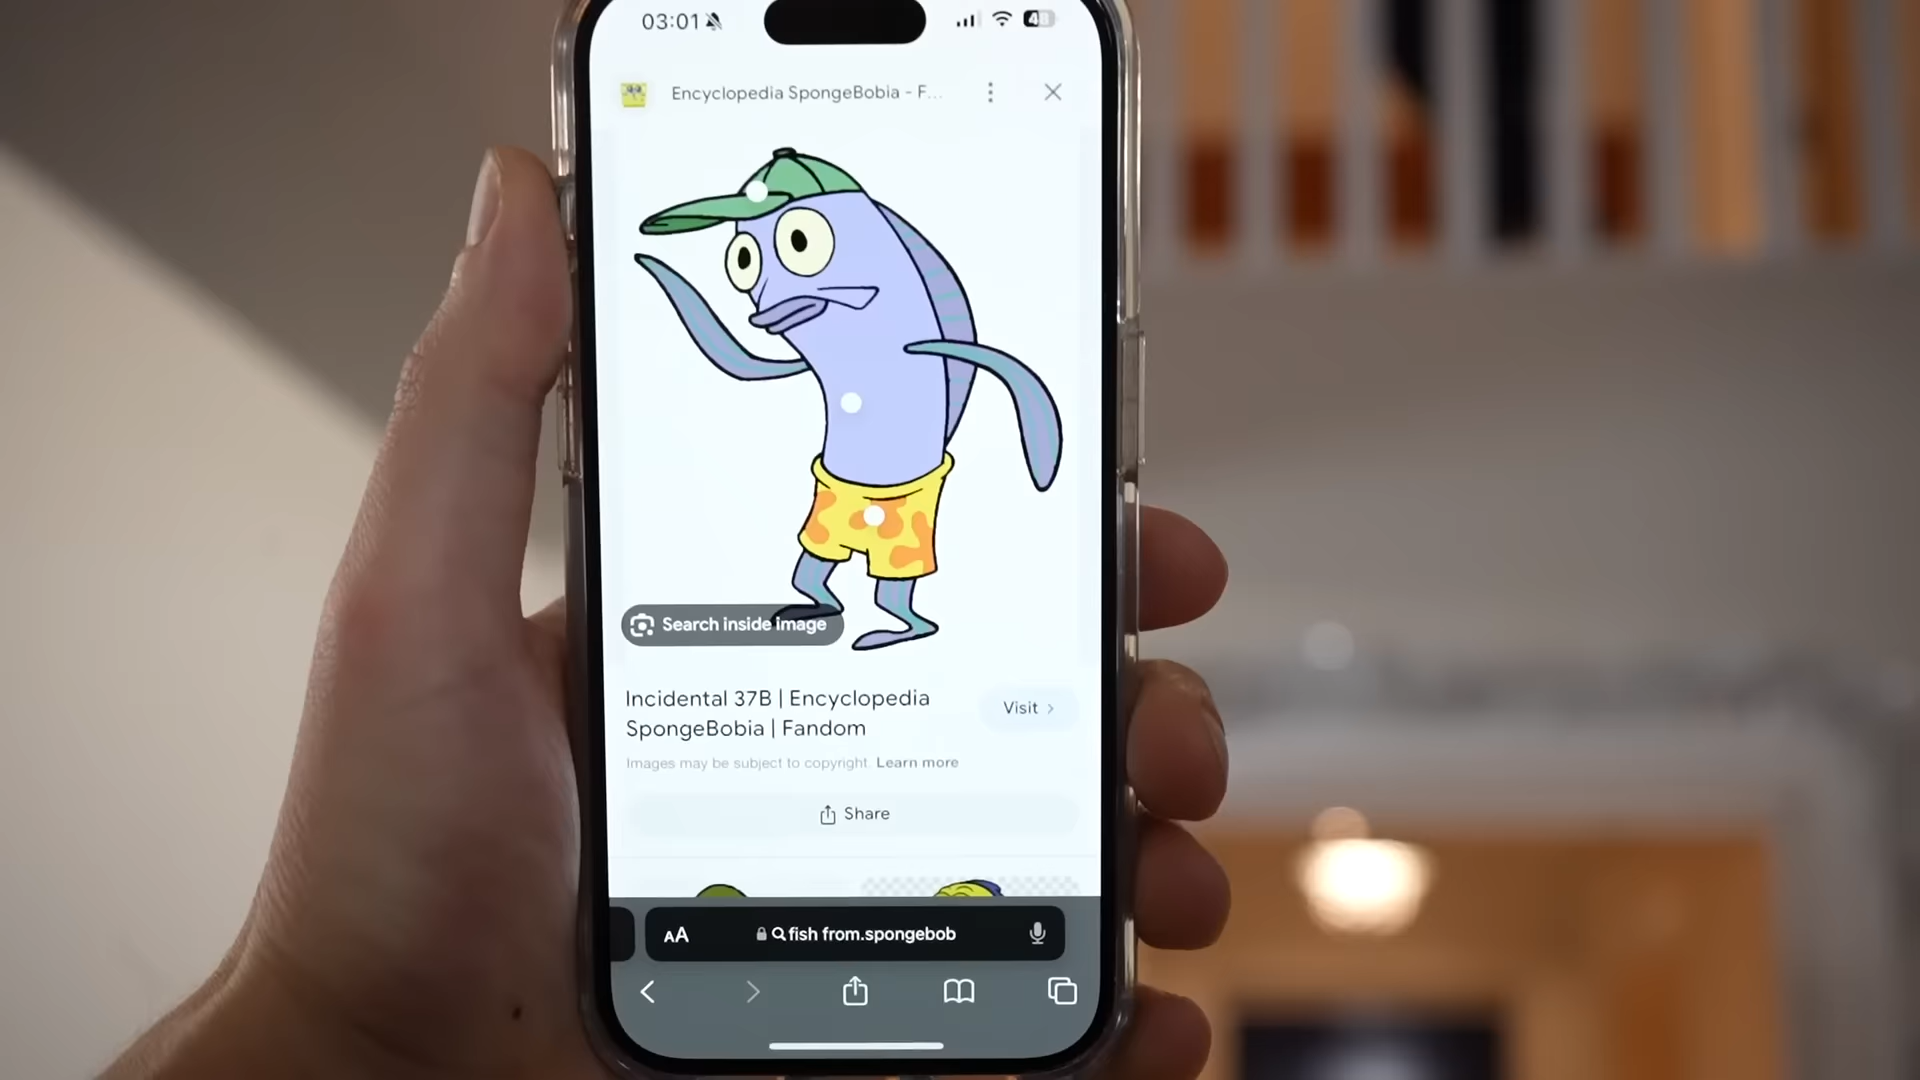 03:01
48
Encyclopedia SpongeBobia - F...
Search inside image
Incidental 37B | Encyclopedia
SpongeBobia | Fandom
Visit
Images may be subject to copyright. Learn more
Share
AA
fish from.spongebob